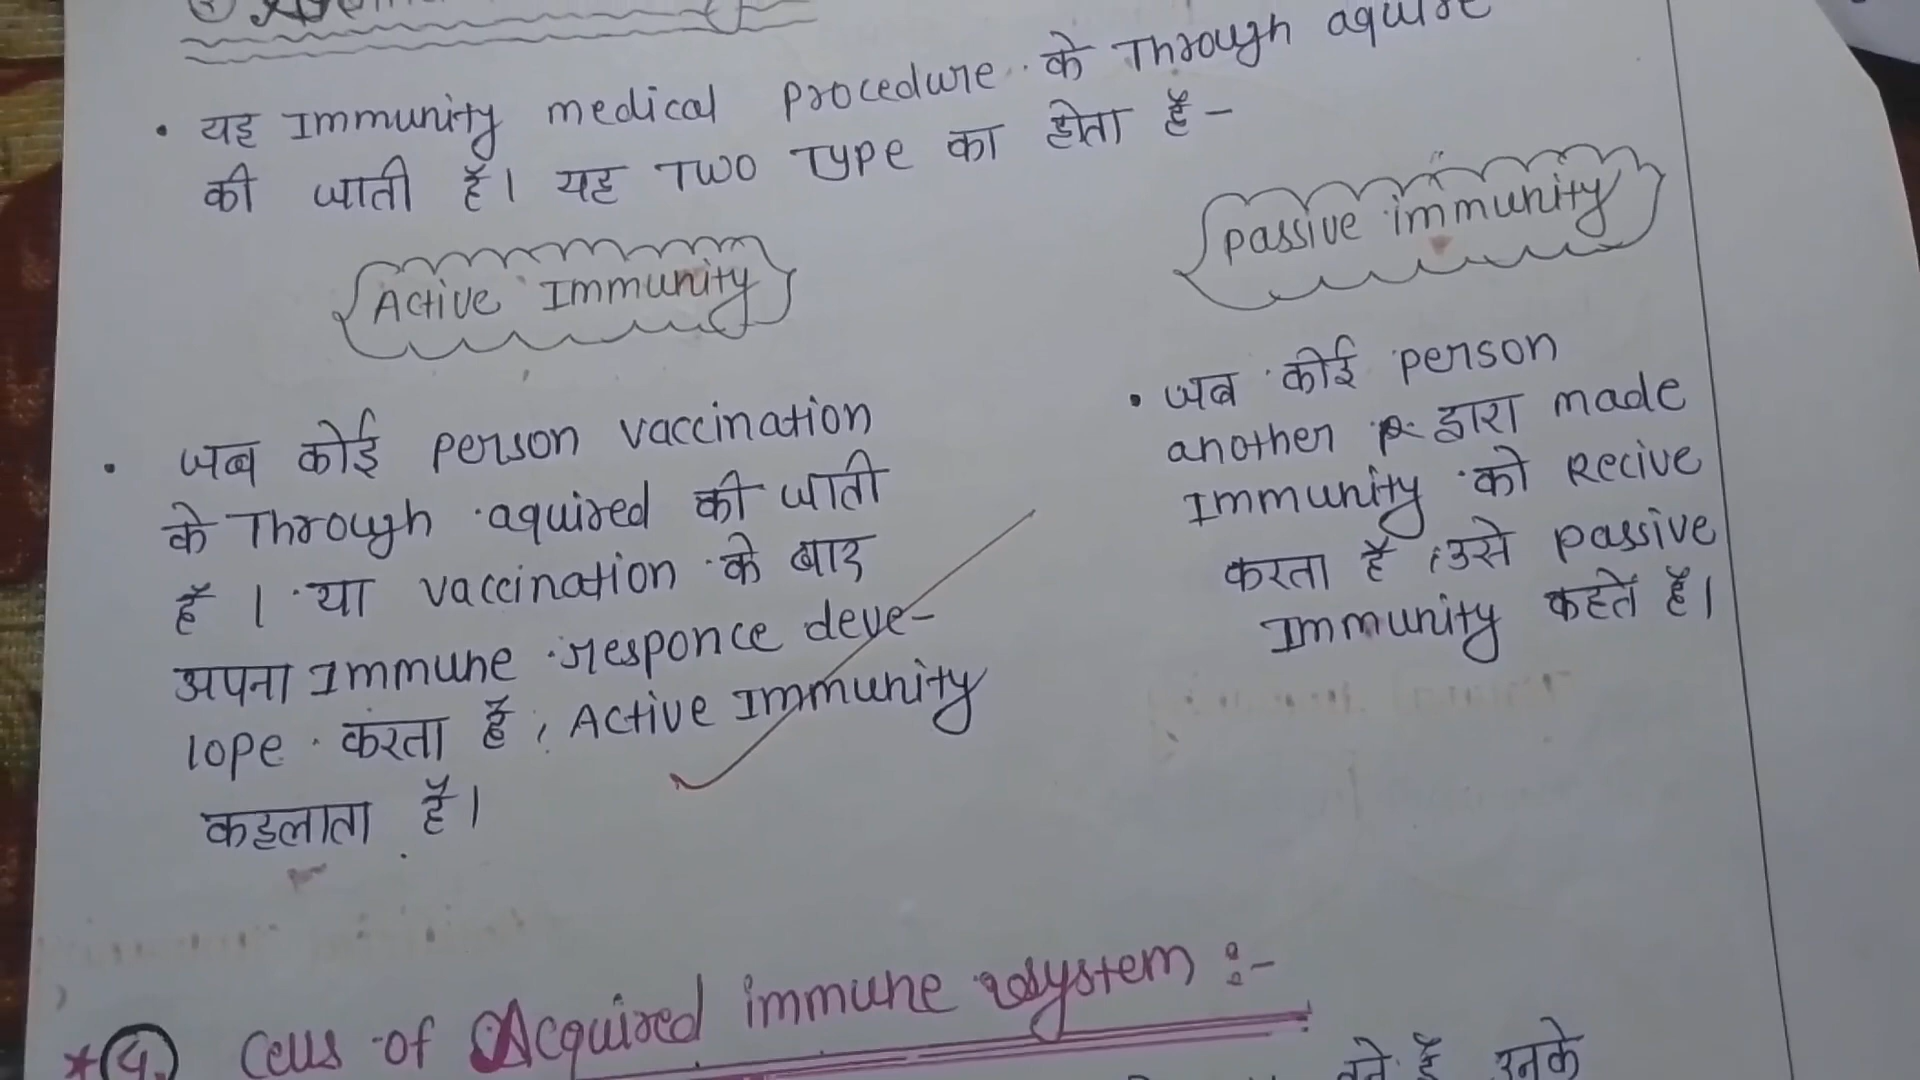 यह Immunity medical procedure के Through aquire
की जाती हैं। यह Two Type का होता हैं -
Active Immunity
Passive immunity
• जब कोई person vaccination
के Through aquired की जाती
हैं। या vaccination के बाद
अपना Immune responce deve-
lope करता हैं, Active Immunity
कहलाता हैं।
• जब कोई person
another द्वारा made
Immunity को Recive
करता हैं, उसे passive
Immunity कहते हैं।
* 4. Cells of Acquired immune system :-
उनके